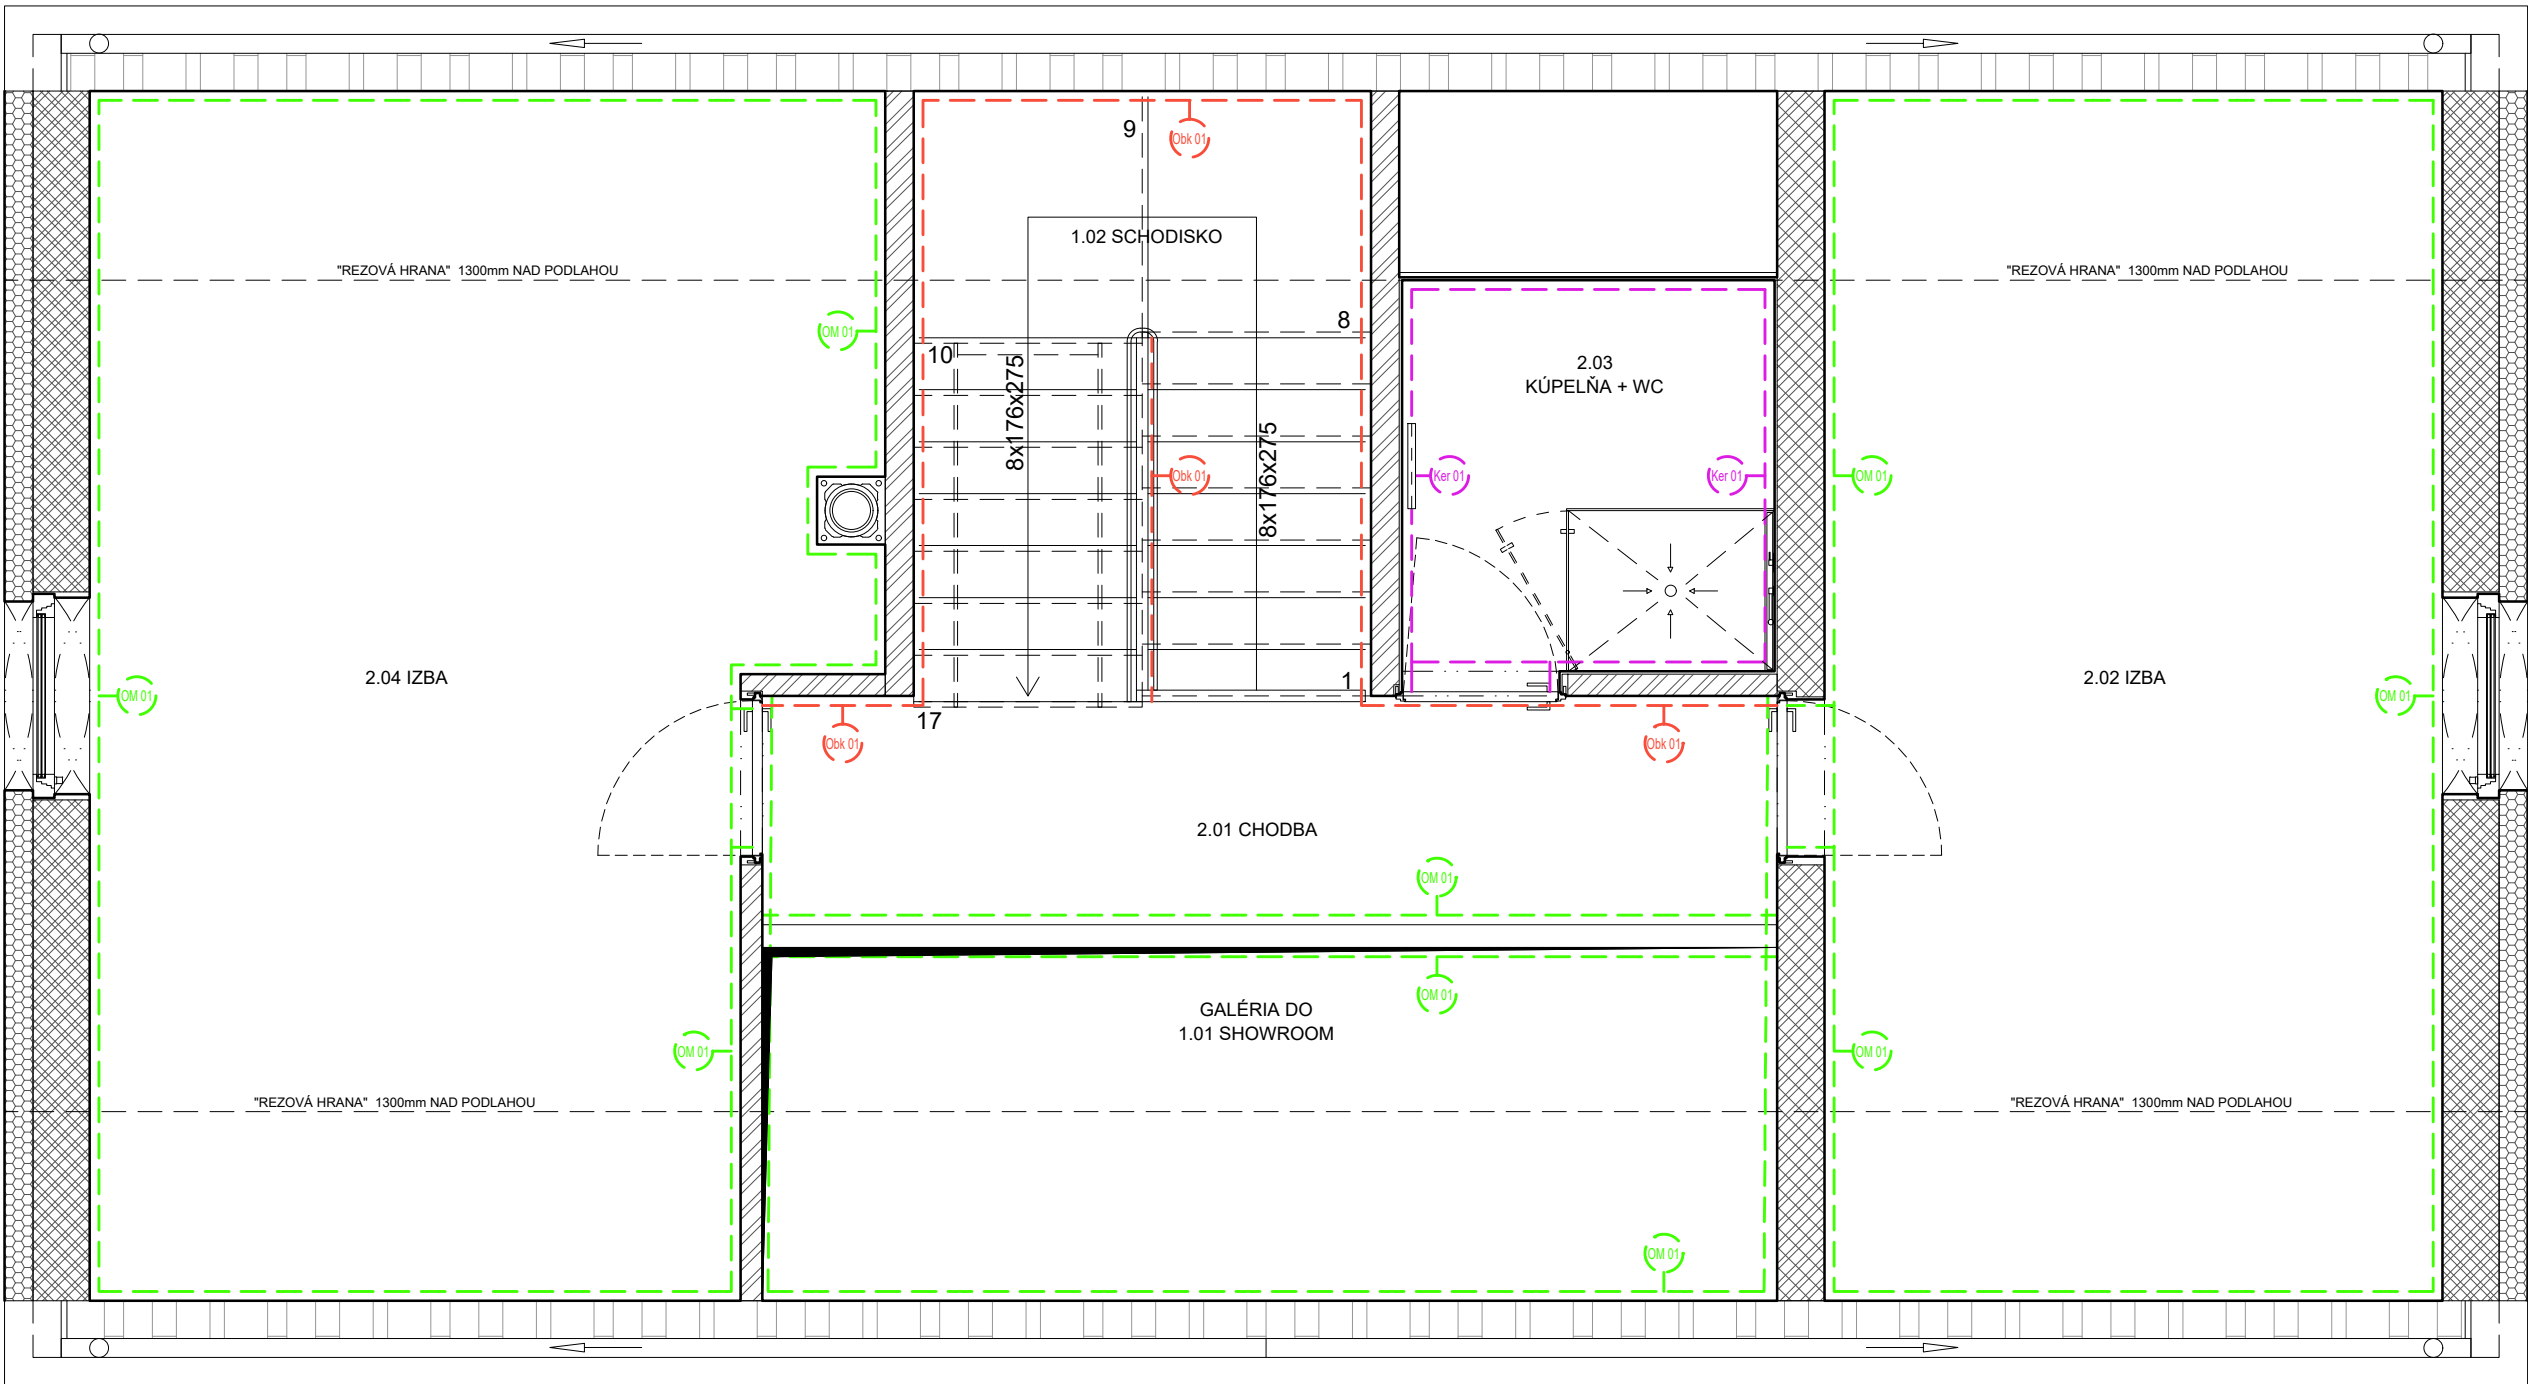 9
Obk 01
1.02 SCHODISKO
"REZOVÁ HRANA" 1300mm NAD PODLAHOU
"REZOVÁ HRANA" 1300mm NAD PODLAHOU
OM 01
8
10
8x176x275
2.03
KÚPELŇA + WC
8x176x275
Obk 01
Ker 01
Ker 01
OM 01
2.04 IZBA
1
2.02 IZBA
OM 01
OM 01
17
Obk 01
Obk 01
2.01 CHODBA
OM 01
OM 01
GALÉRIA DO
1.01 SHOWROOM
OM 01
OM 01
"REZOVÁ HRANA" 1300mm NAD PODLAHOU
"REZOVÁ HRANA" 1300mm NAD PODLAHOU
OM 01